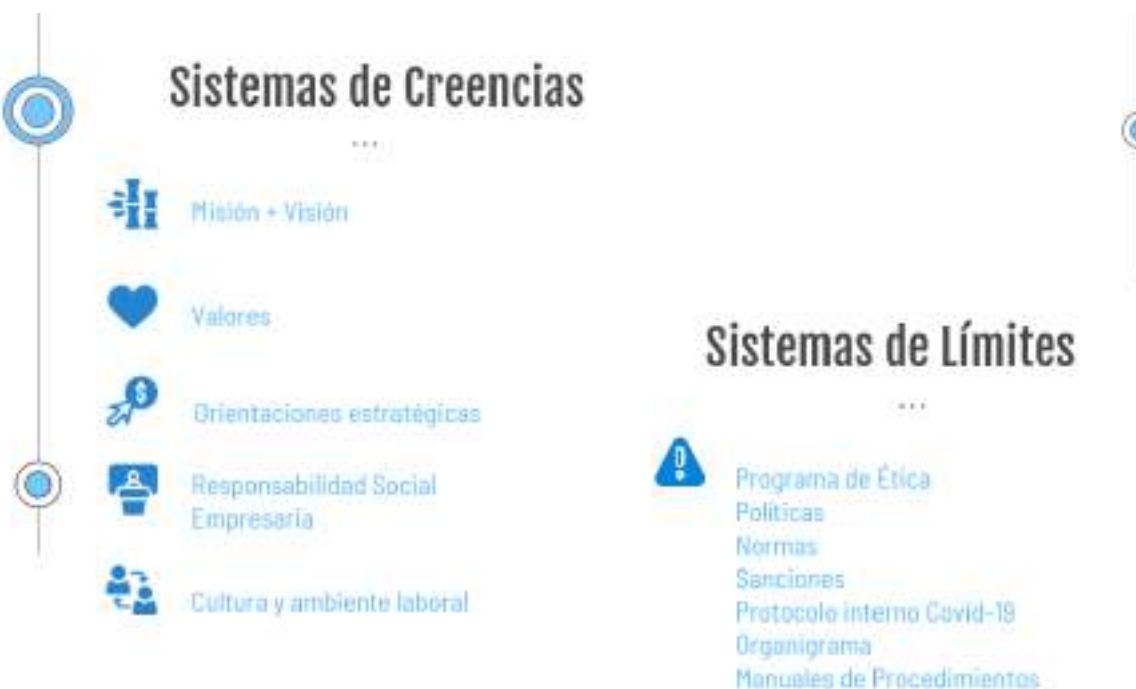 Sistemas de Creencias
...
Misión + Visión
Valores
Orientaciones estratégicas
Responsabilidad Social
Empresaria
Cultura y ambiente laboral
Sistemas de Límites
...
Programa de Ética
Políticas
Normas
Sanciones
Protocolo interno Covid-19
Organigrama
Manuales de Procedimientos